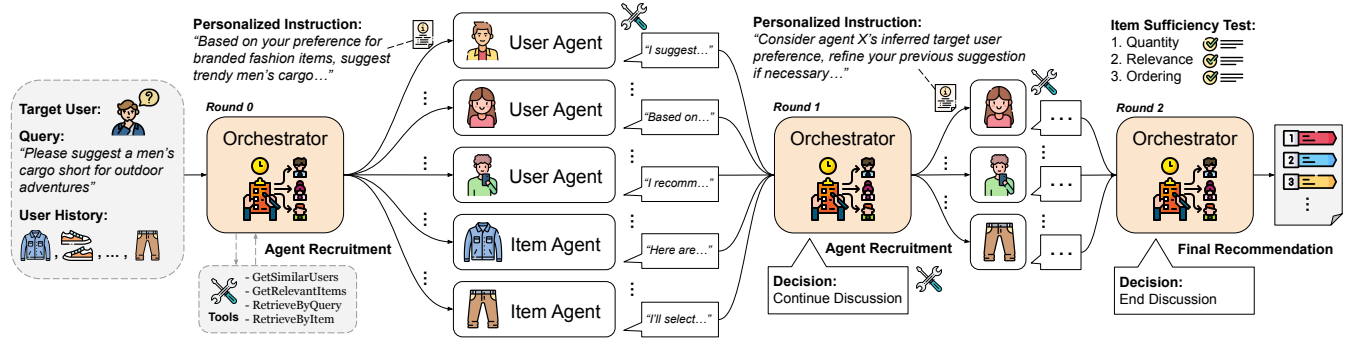 Target User:
Query:
“Please suggest a men’s
cargo short for outdoor
adventures”
User History:
, , ... ,
Round 0
Orchestrator
Agent Recruitment
Tools
- GetSimilarUsers
- GetRelevantItems
- RetrieveByQuery
- RetrieveByItem
Personalized Instruction:
“Based on your preference for
branded fashion items, suggest
trendy men’s cargo…”
User Agent
“I suggest…”
User Agent
“Based on…”
User Agent
“I recomm…”
Item Agent
“Here are…”
Item Agent
“I’ll select…”
Personalized Instruction:
“Consider agent X’s inferred target user
preference, refine your previous suggestion
if necessary…”
Round 1
Orchestrator
Agent Recruitment
Decision:
Continue Discussion
...
...
...
Item Sufficiency Test:
1. Quantity
2. Relevance
3. Ordering
Round 2
Orchestrator
Final Recommendation
Decision:
End Discussion
1
2
3